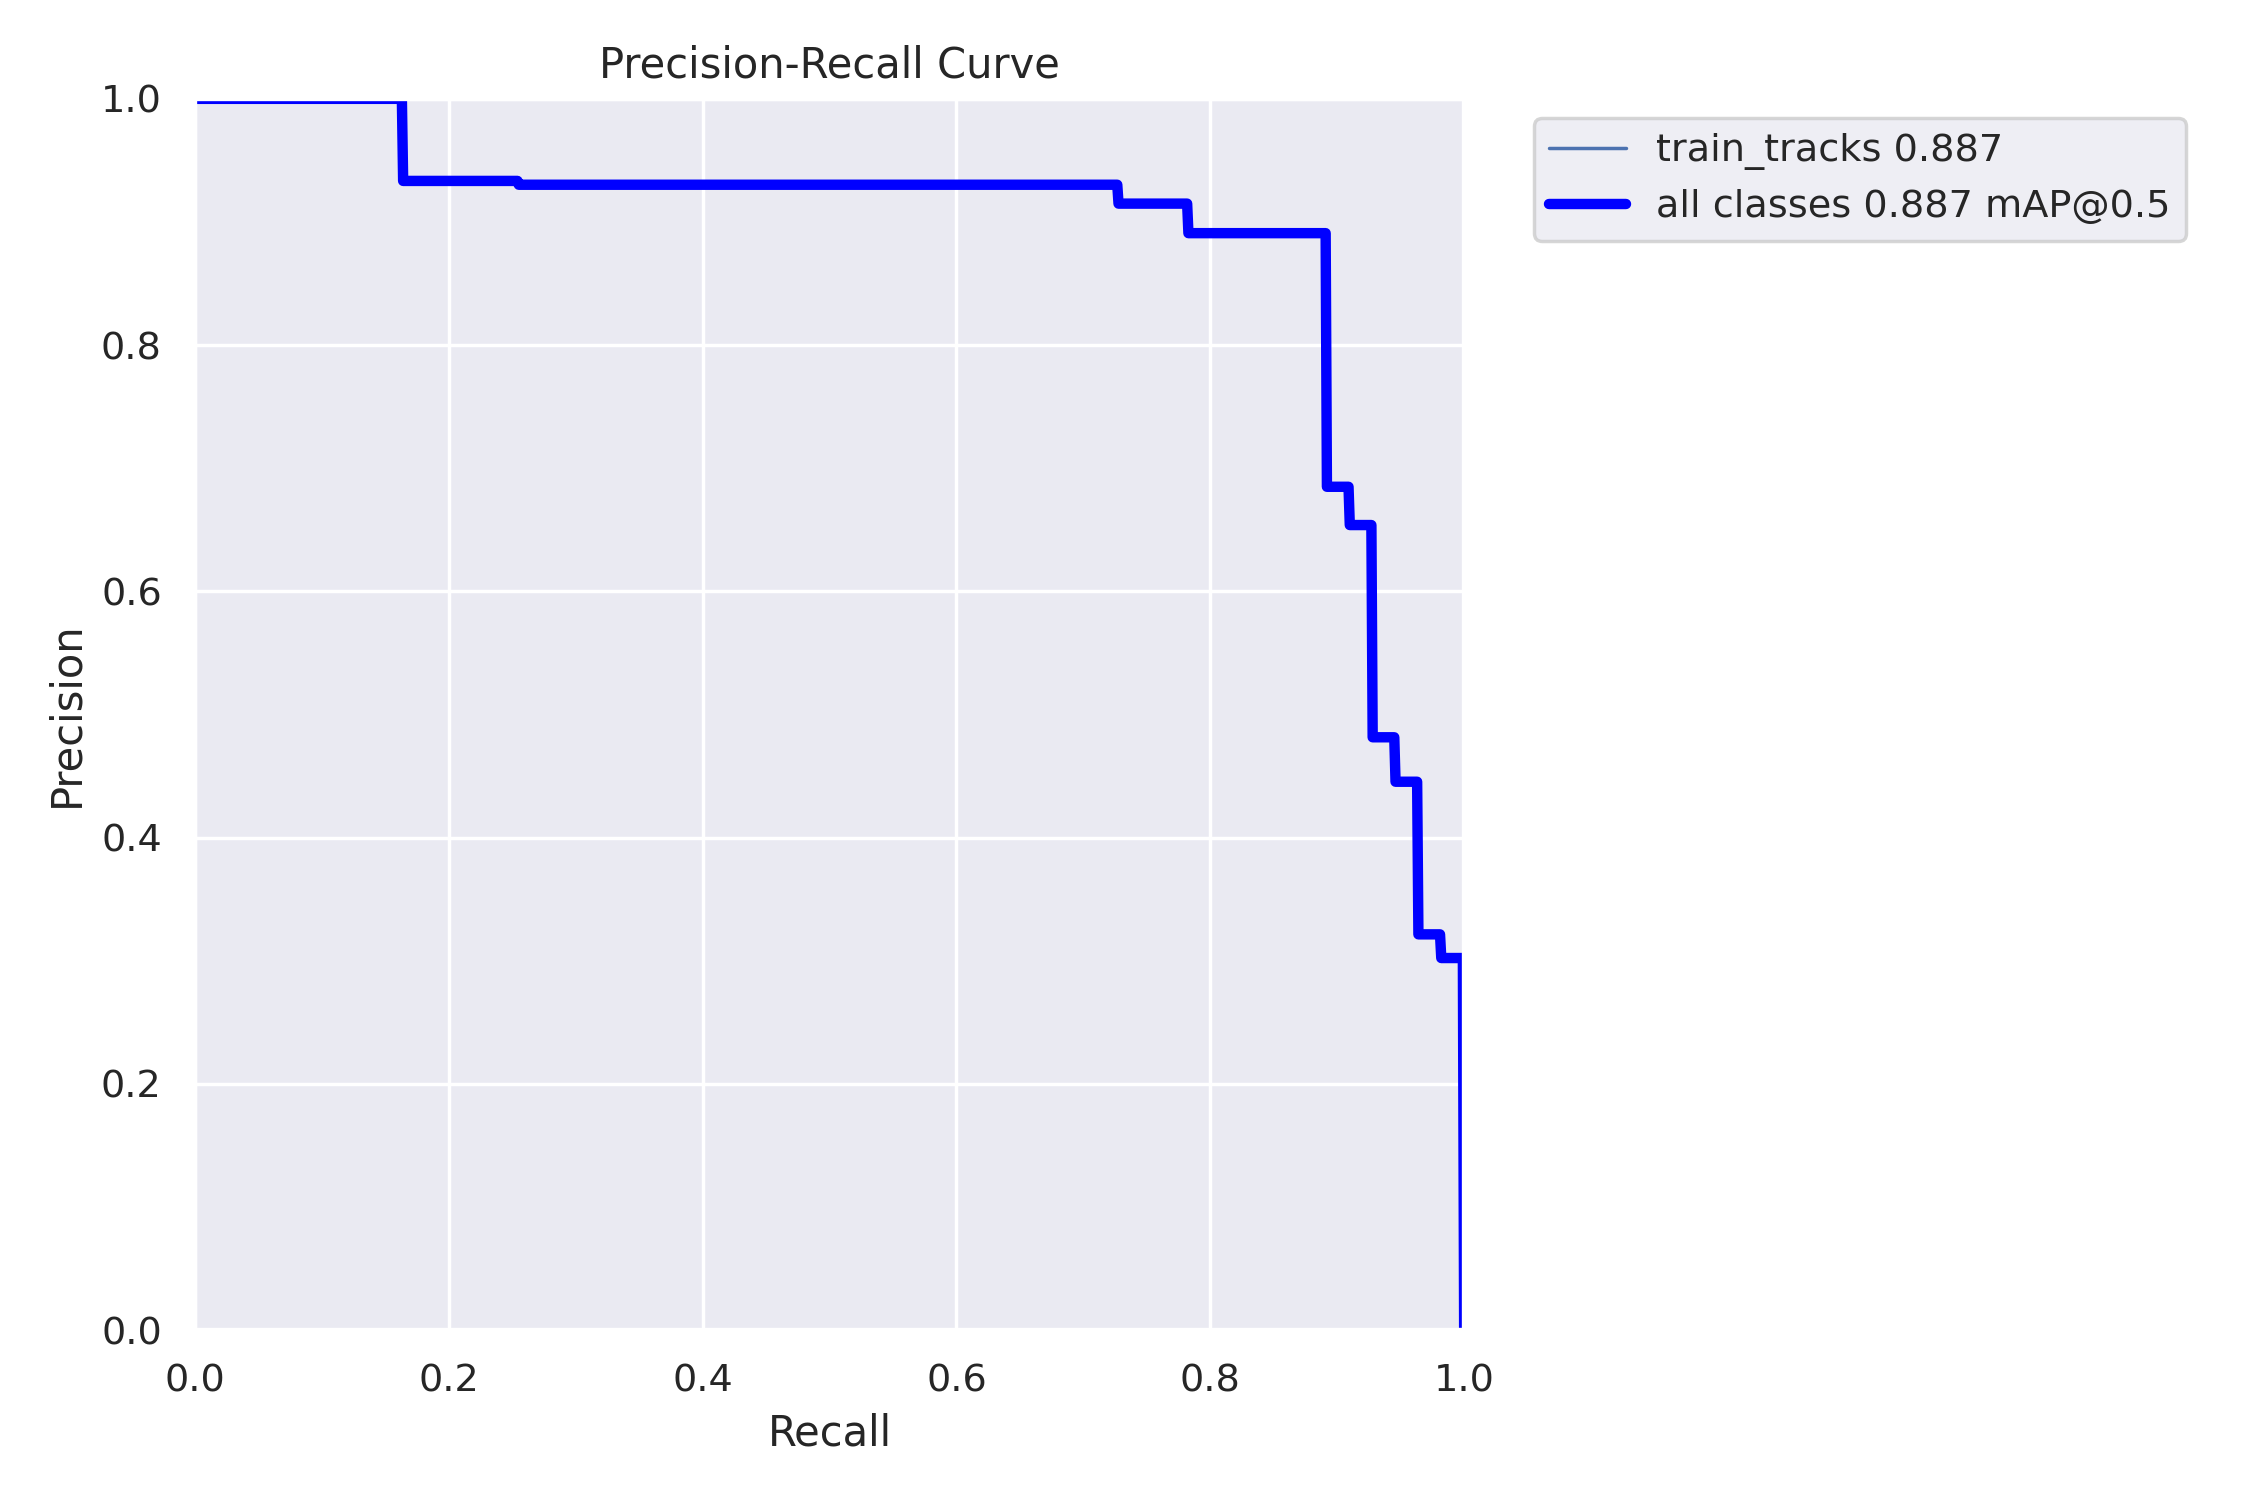 Precision-Recall Curve
1.0
0.8
0.6
0.4
0.2
0.0
Precision
0.0 0.2 0.4 0.6 0.8 1.0
Recall
train_tracks 0.887
all classes 0.887 mAP@0.5